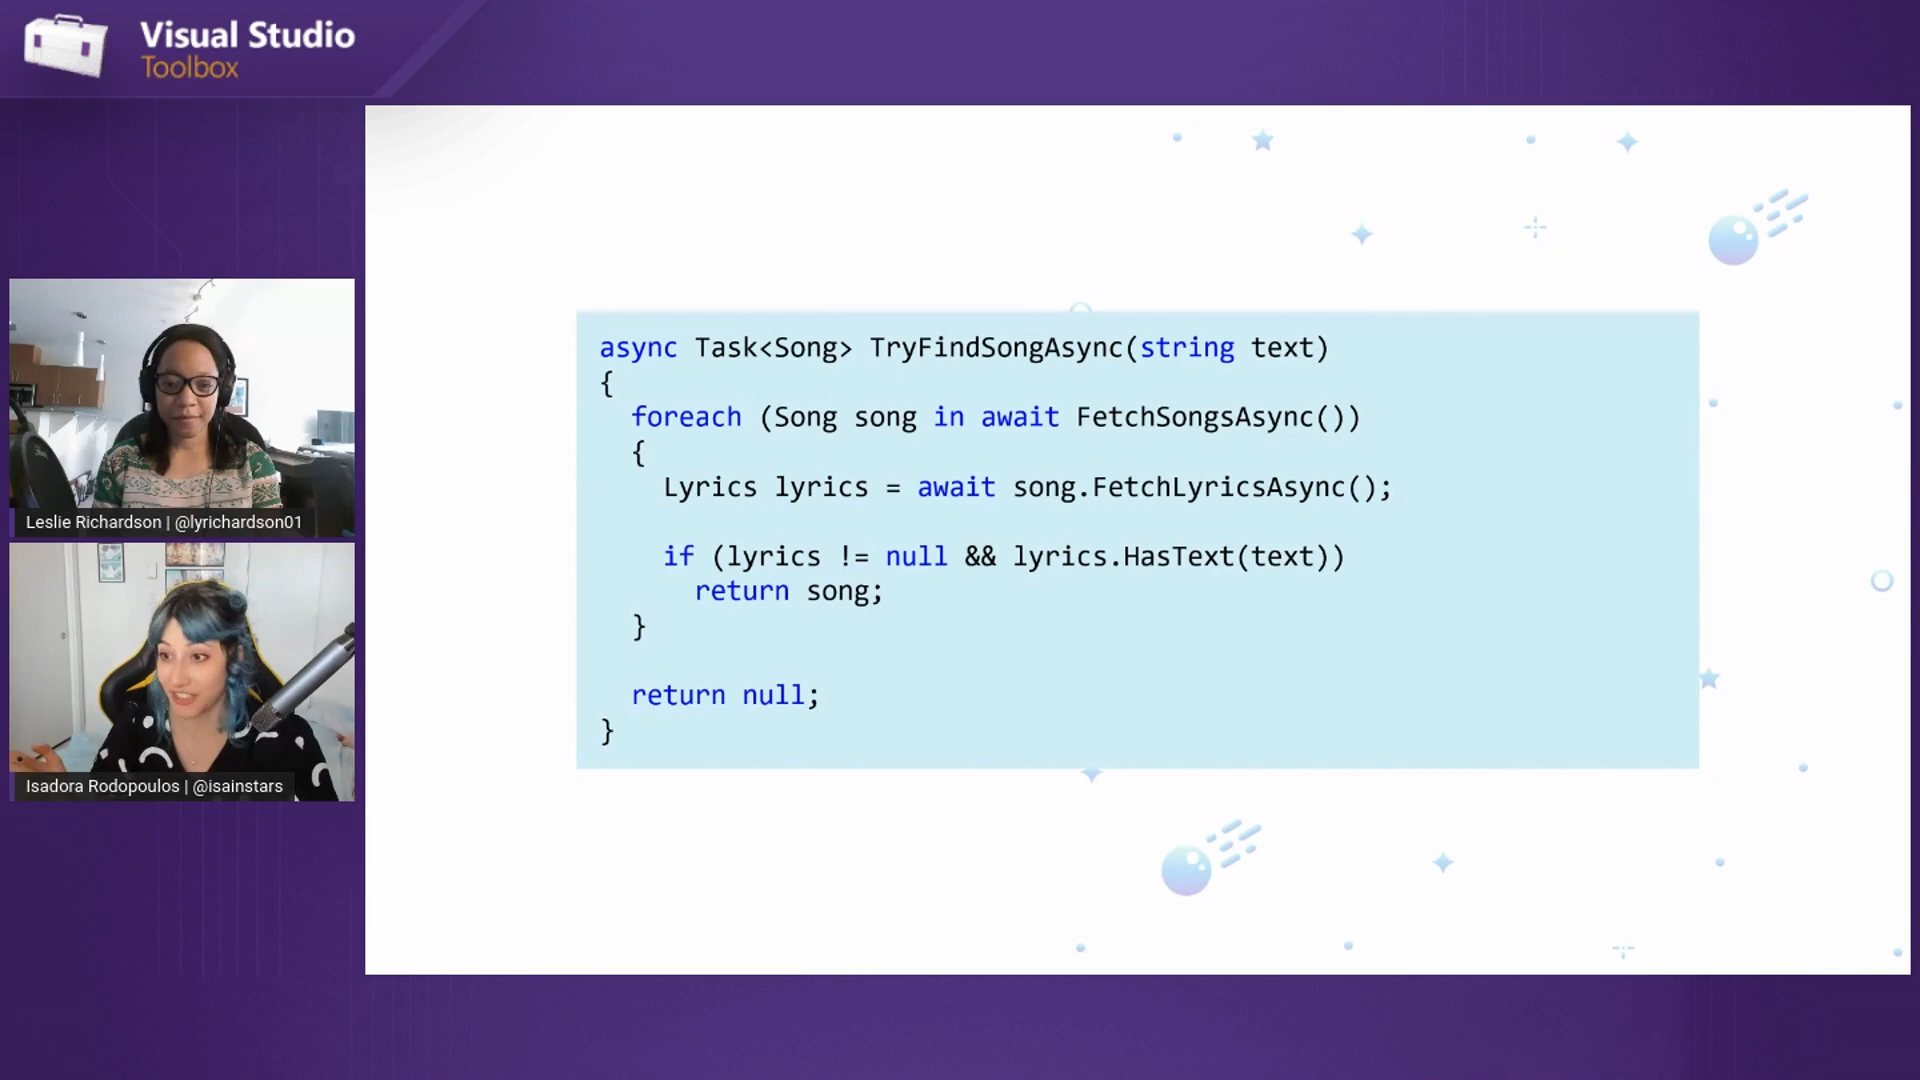 Visual Studio
Toolbox
Leslie Richardson | @lyrichardson01
Isadora Rodopoulos | @isainstars
async Task<Song> TryFindSongAsync(string text)
{
foreach (Song song in await FetchSongsAsync())
{
Lyrics lyrics = await song.FetchLyricsAsync();
if (lyrics != null && lyrics.HasText(text))
return song;
}
return null;
}